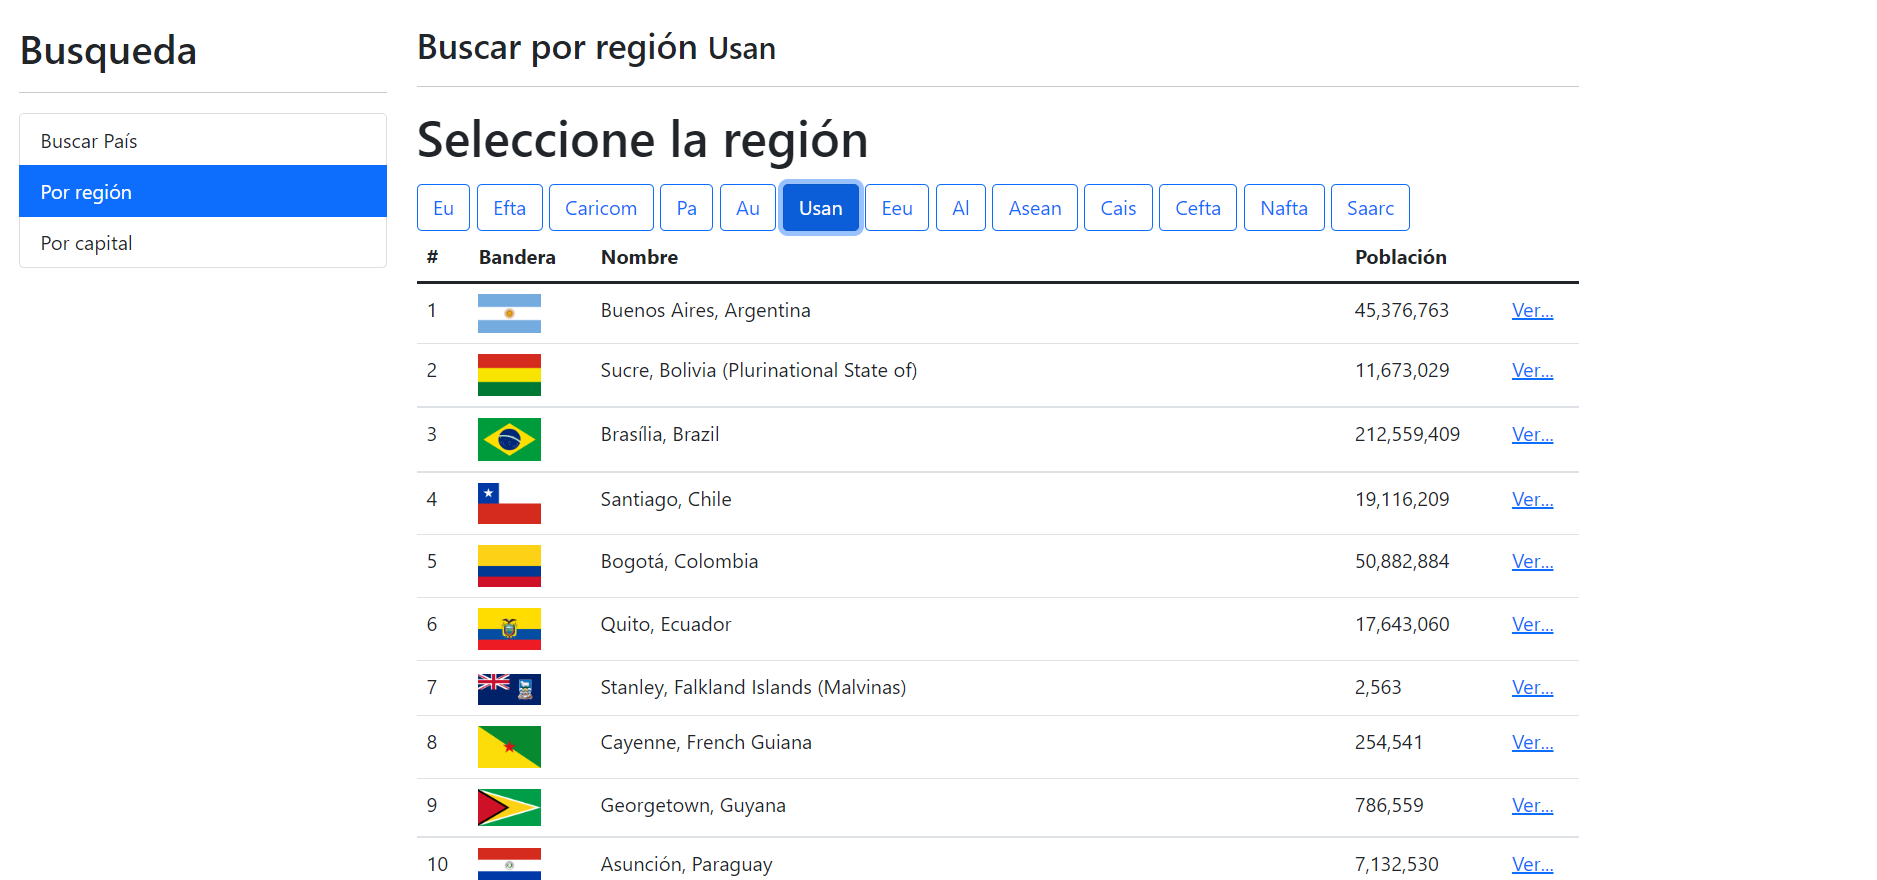 Busqueda
Buscar País
Por región
Por capital
Buscar por región Usan
Seleccione la región
Eu Efta Caricom Pa Au Usan Eeu Al Asean Cais Cefta Nafta Saarc
# Bandera Nombre Población
1 Buenos Aires, Argentina 45,376,763 Ver...
2 Sucre, Bolivia (Plurinational State of) 11,673,029 Ver...
3 Brasília, Brazil 212,559,409 Ver...
4 Santiago, Chile 19,116,209 Ver...
5 Bogotá, Colombia 50,882,884 Ver...
6 Quito, Ecuador 17,643,060 Ver...
7 Stanley, Falkland Islands (Malvinas) 2,563 Ver...
8 Cayenne, French Guiana 254,541 Ver...
9 Georgetown, Guyana 786,559 Ver...
10 Asunción, Paraguay 7,132,530 Ver...